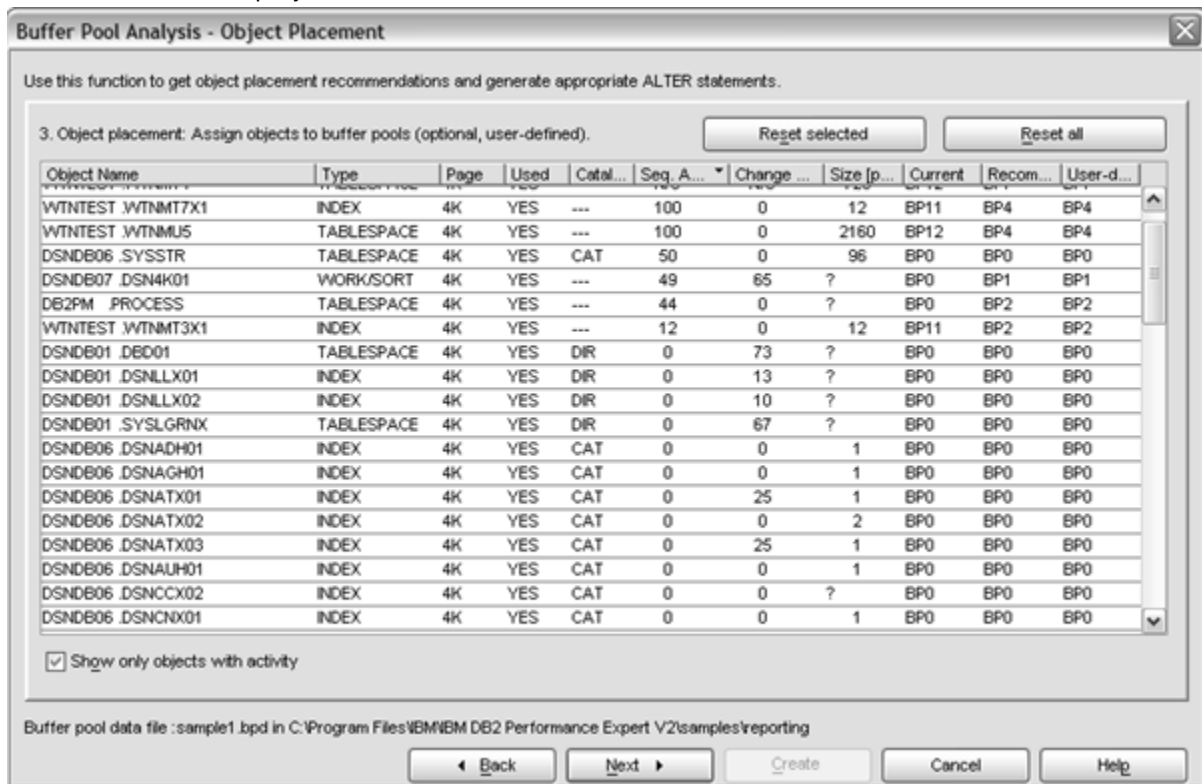 Buffer Pool Analysis - Object Placement
Use this function to get object placement recommendations and generate appropriate ALTER statements.
3. Object placement: Assign objects to buffer pools (optional, user-defined). Reset selected Reset all
Object Name Type Page Used Catal... Seq. A... Change ... Size [p... Current Recom... User-d...
WTNTEST .WTNMT7X1 INDEX 4K YES --- 100 0 12 BP11 BP4 BP4
WTNTEST .WTNMU5 TABLESPACE 4K YES --- 100 0 2160 BP12 BP4 BP4
DSNDB06 .SYSSTR TABLESPACE 4K YES CAT 50 0 96 BP0 BP0 BP0
DSNDB07 .DSN4K01 WORK/SORT 4K YES --- 49 65 ? BP0 BP1 BP1
DB2PM .PROCESS TABLESPACE 4K YES --- 44 0 ? BP0 BP2 BP2
WTNTEST .WTNMT3X1 INDEX 4K YES --- 12 0 12 BP11 BP2 BP2
DSNDB01 .DBD01 TABLESPACE 4K YES DIR 0 73 ? BP0 BP0 BP0
DSNDB01 .DSNLLX01 INDEX 4K YES DIR 0 13 ? BP0 BP0 BP0
DSNDB01 .DSNLLX02 INDEX 4K YES DIR 0 10 ? BP0 BP0 BP0
DSNDB01 .SYSLGRNX TABLESPACE 4K YES DIR 0 67 ? BP0 BP0 BP0
DSNDB06 .DSNADH01 INDEX 4K YES CAT 0 0 1 BP0 BP0 BP0
DSNDB06 .DSNAGH01 INDEX 4K YES CAT 0 0 1 BP0 BP0 BP0
DSNDB06 .DSNATX01 INDEX 4K YES CAT 0 25 1 BP0 BP0 BP0
DSNDB06 .DSNATX02 INDEX 4K YES CAT 0 0 2 BP0 BP0 BP0
DSNDB06 .DSNATX03 INDEX 4K YES CAT 0 25 1 BP0 BP0 BP0
DSNDB06 .DSNAUH01 INDEX 4K YES CAT 0 0 1 BP0 BP0 BP0
DSNDB06 .DSNCCX02 INDEX 4K YES CAT 0 0 ? BP0 BP0 BP0
DSNDB06 .DSNCNX01 INDEX 4K YES CAT 0 0 1 BP0 BP0 BP0
Show only objects with activity
Buffer pool data file :sample1.bpd in C:\Program Files\IBM\IBM DB2 Performance Expert V2\samples\reporting
Back Next Create Cancel Help